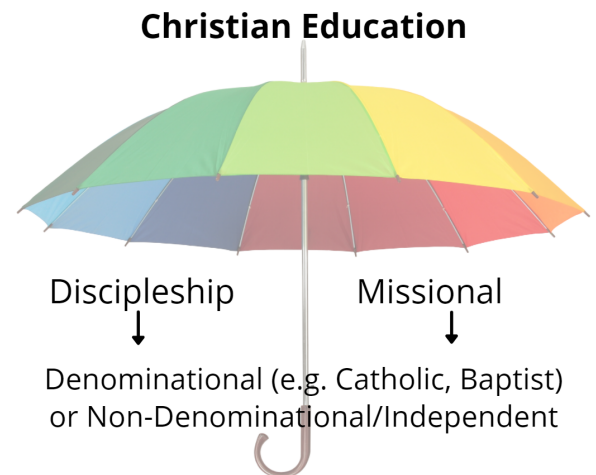 Christian Education
Discipleship Missional
Denominational (e.g. Catholic, Baptist)
or Non-Denominational/Independent